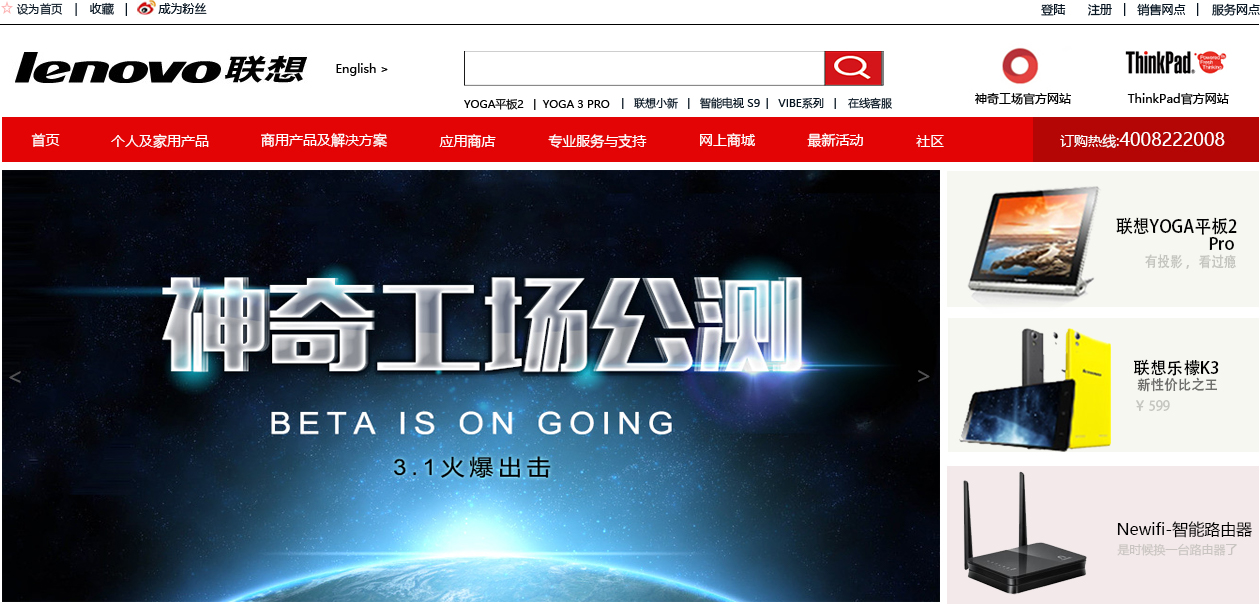 设为首页 | 收藏 | 成为粉丝
登陆 注册 | 销售网点 | 服务网点
lenovo联想
English >
ThinkPad
神奇工场官方网站
ThinkPad官方网站
YOGA平板2 | YOGA 3 PRO | 联想小新 | 智能电视 S9 | VIBE系列 | 在线客服
首页 个人及家用产品 商用产品及解决方案 应用商店 专业服务与支持 网上商城 最新活动 社区 订购热线:4008222008
神奇工场公测
BETA IS ON GOING
3.1火爆出击
< >
联想YOGA平板2
Pro
有投影，看过瘾
联想乐檬K3
新性价比之王
¥ 599
Newifi-智能路由器
是时候换一台路由器了